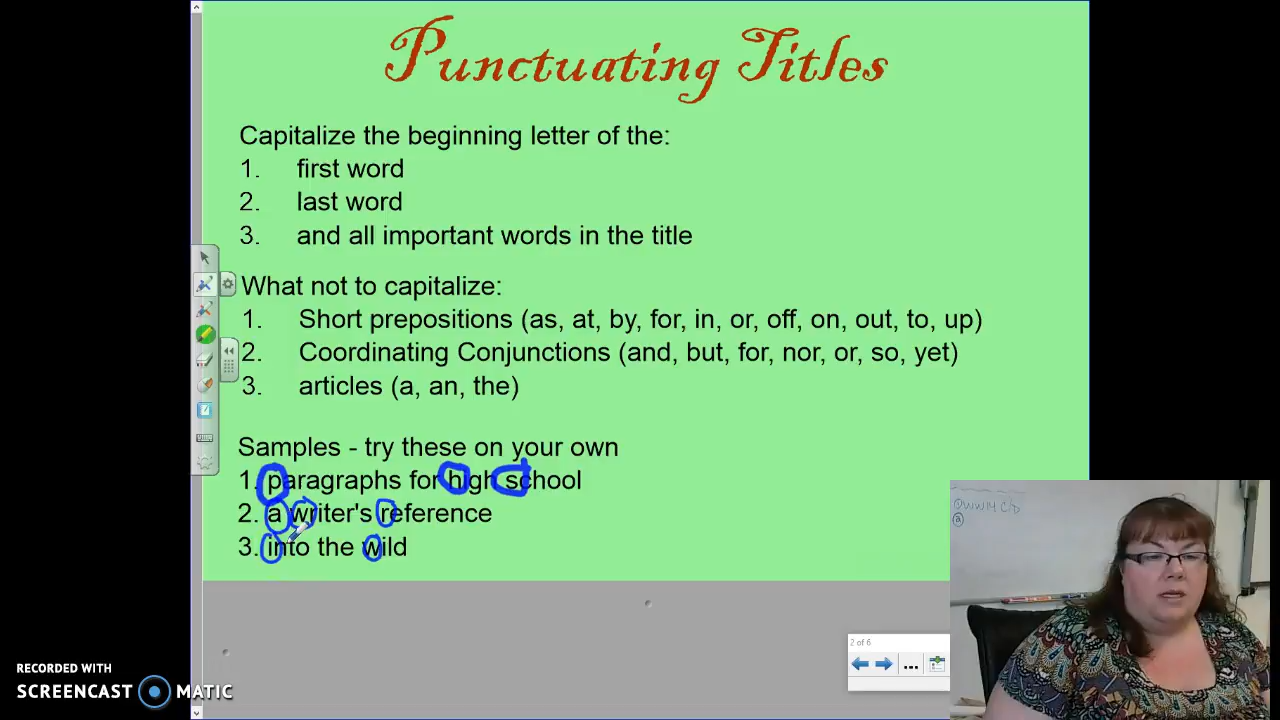 Punctuating Titles
Capitalize the beginning letter of the:
1. first word
2. last word
3. and all important words in the title
What not to capitalize:
1. Short prepositions (as, at, by, for, in, or, off, on, out, to, up)
2. Coordinating Conjunctions (and, but, for, nor, or, so, yet)
3. articles (a, an, the)
Samples - try these on your own
1. paragraphs for high school
2. a writer's reference
3. into the wild
2 of 6
RECORDED WITH
SCREENCAST MATIC